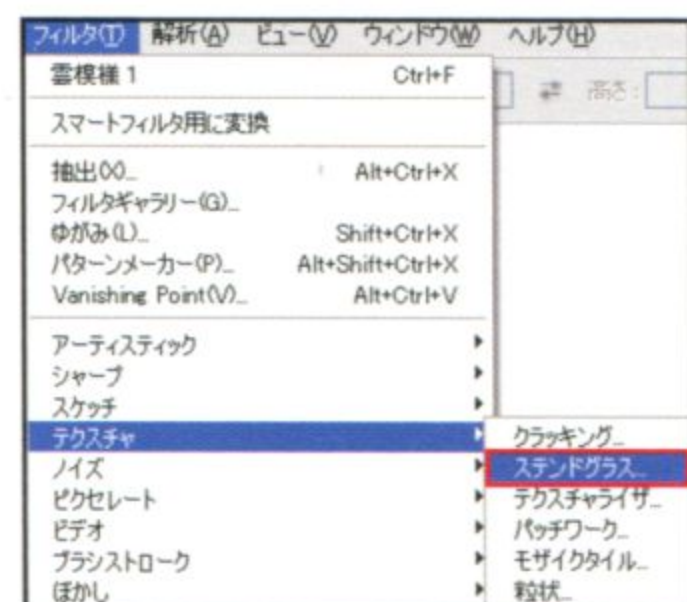 フィルタ(T) 解析(A) ビュー(V) ウィンドウ(W) ヘルプ(H)
雲模様 1 Ctrl+F
高さ:
スマートフィルタ用に変換
抽出(X)... Alt+Ctrl+X
フィルタギャラリー(G)...
ゆがみ(L)... Shift+Ctrl+X
パターンメーカー(P)... Alt+Shift+Ctrl+X
Vanishing Point(V)... Alt+Ctrl+V
アーティスティック
シャープ
スケッチ
テクスチャ
ノイズ
ピクセレート
ビデオ
ブラシストローク
ぼかし
クラッキング...
ステンドグラス...
テクスチャライザ...
パッチワーク...
モザイクタイル...
粒状...